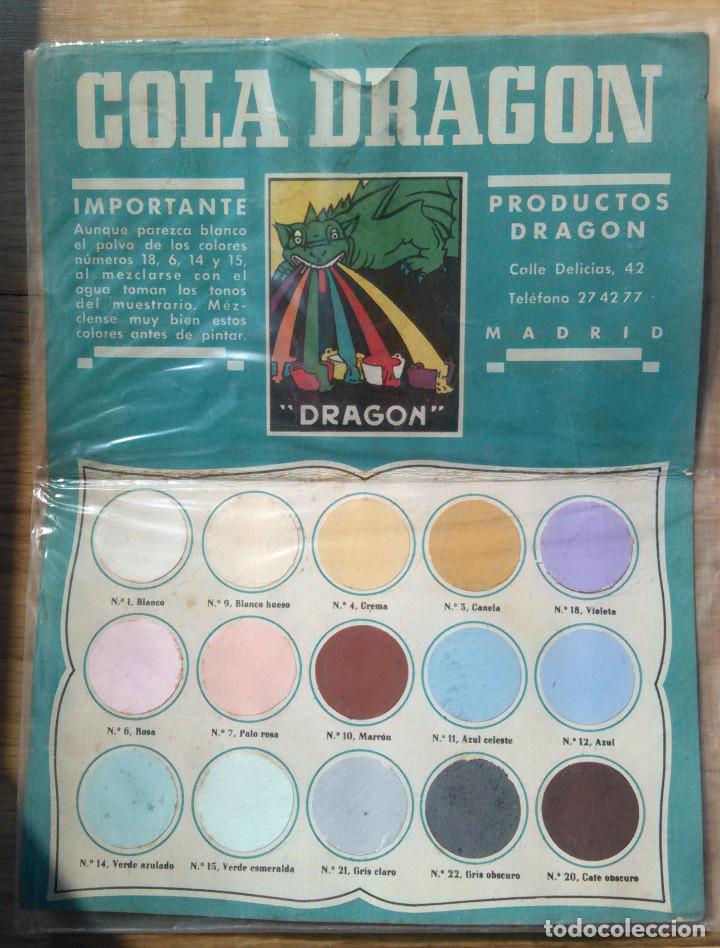 COLA DRAGON
IMPORTANTE
Aunque parezca blanco
el polvo de los colores
números 18, 6, 14 y 15,
al mezclarse con el
agua toman los tonos
del muestrario. Méz-
clense muy bien estos
colores antes de pintar.
"DRAGON"
PRODUCTOS
DRAGON
Calle Delicias, 42
Teléfono 27 42 77
MADRID
N.º 1, Blanco
N.º 9, Blanco hueso
N.º 4, Crema
N.º 3, Canela
N.º 18, Violeta
N.º 6, Rosa
N.º 7, Palo rosa
N.º 10, Marrón
N.º 11, Azul celeste
N.º 12, Azul
N.º 14, Verde azulado
N.º 15, Verde esmeralda
N.º 21, Gris claro
N.º 22, Gris obscuro
N.º 20, Cafe obscuro
todocoleccion